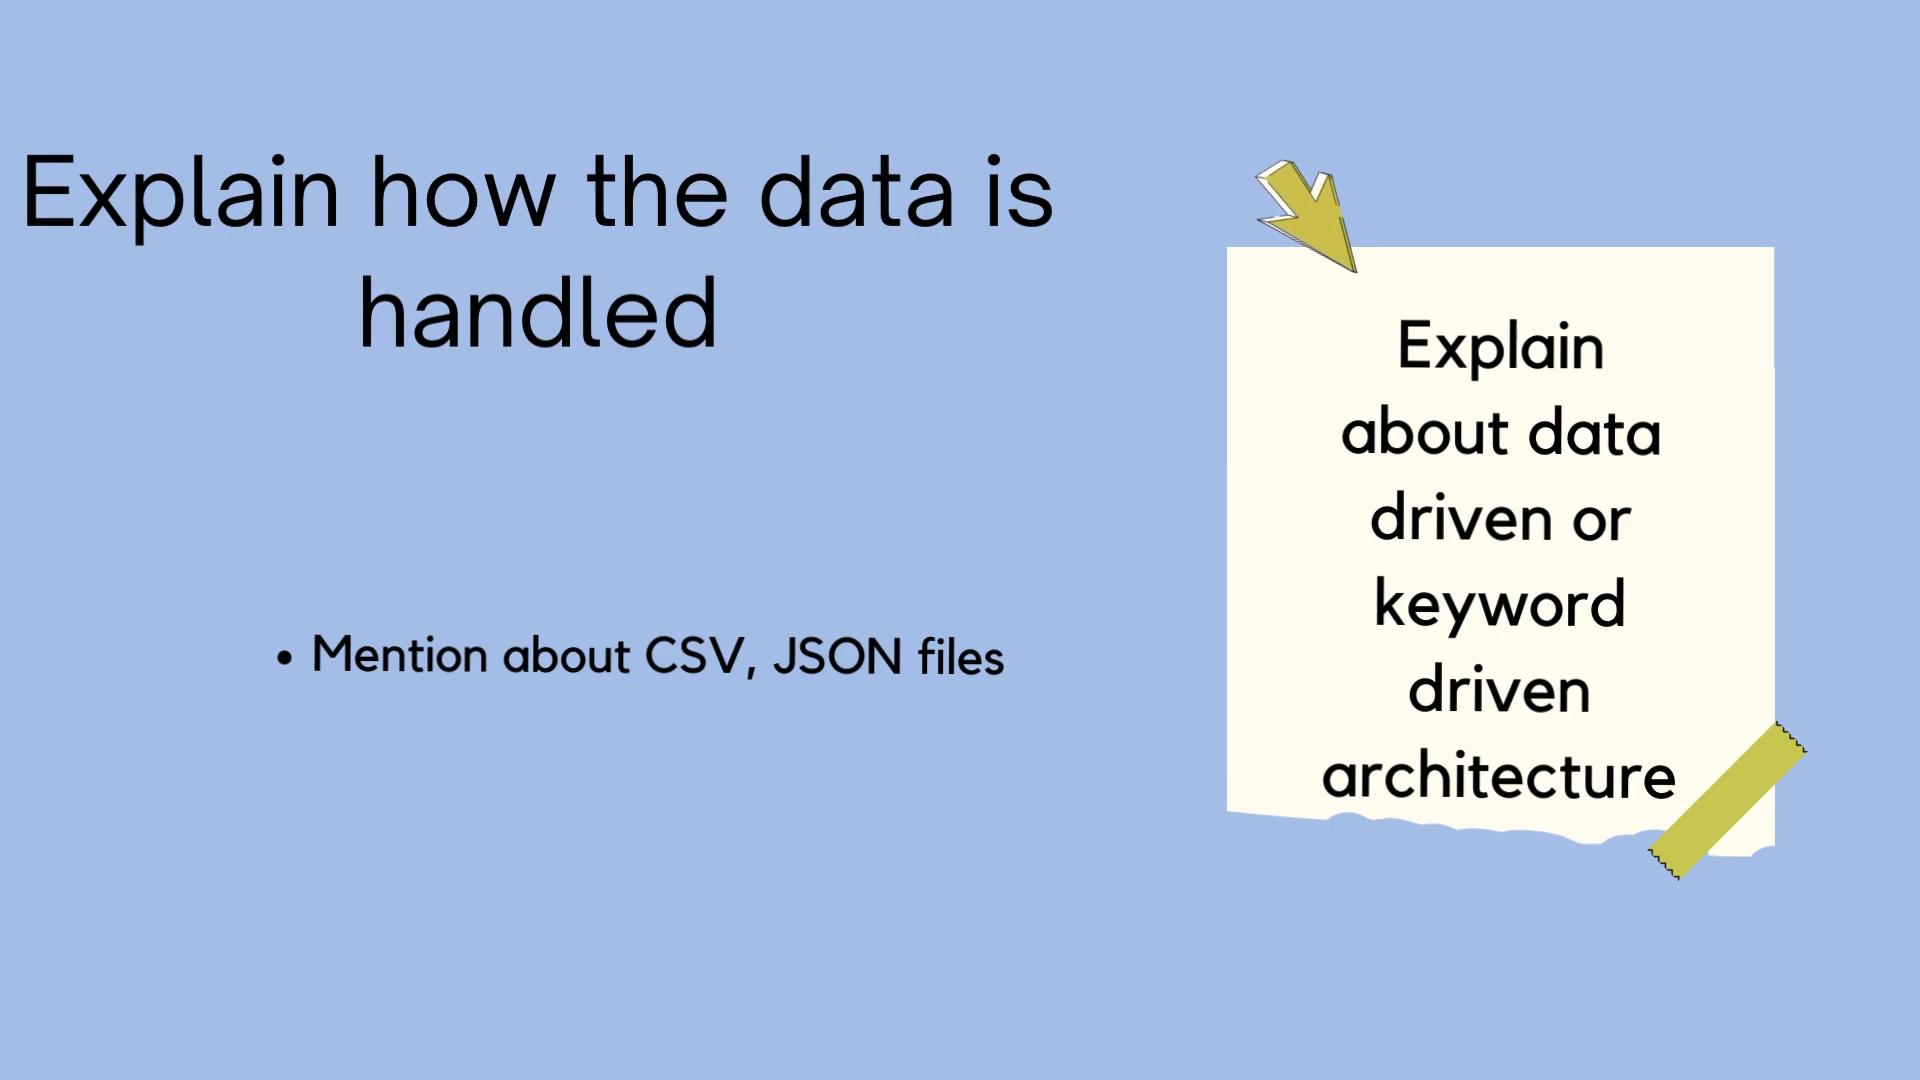 Explain how the data is
handled
• Mention about CSV, JSON files
Explain
about data
driven or
keyword
driven
architecture